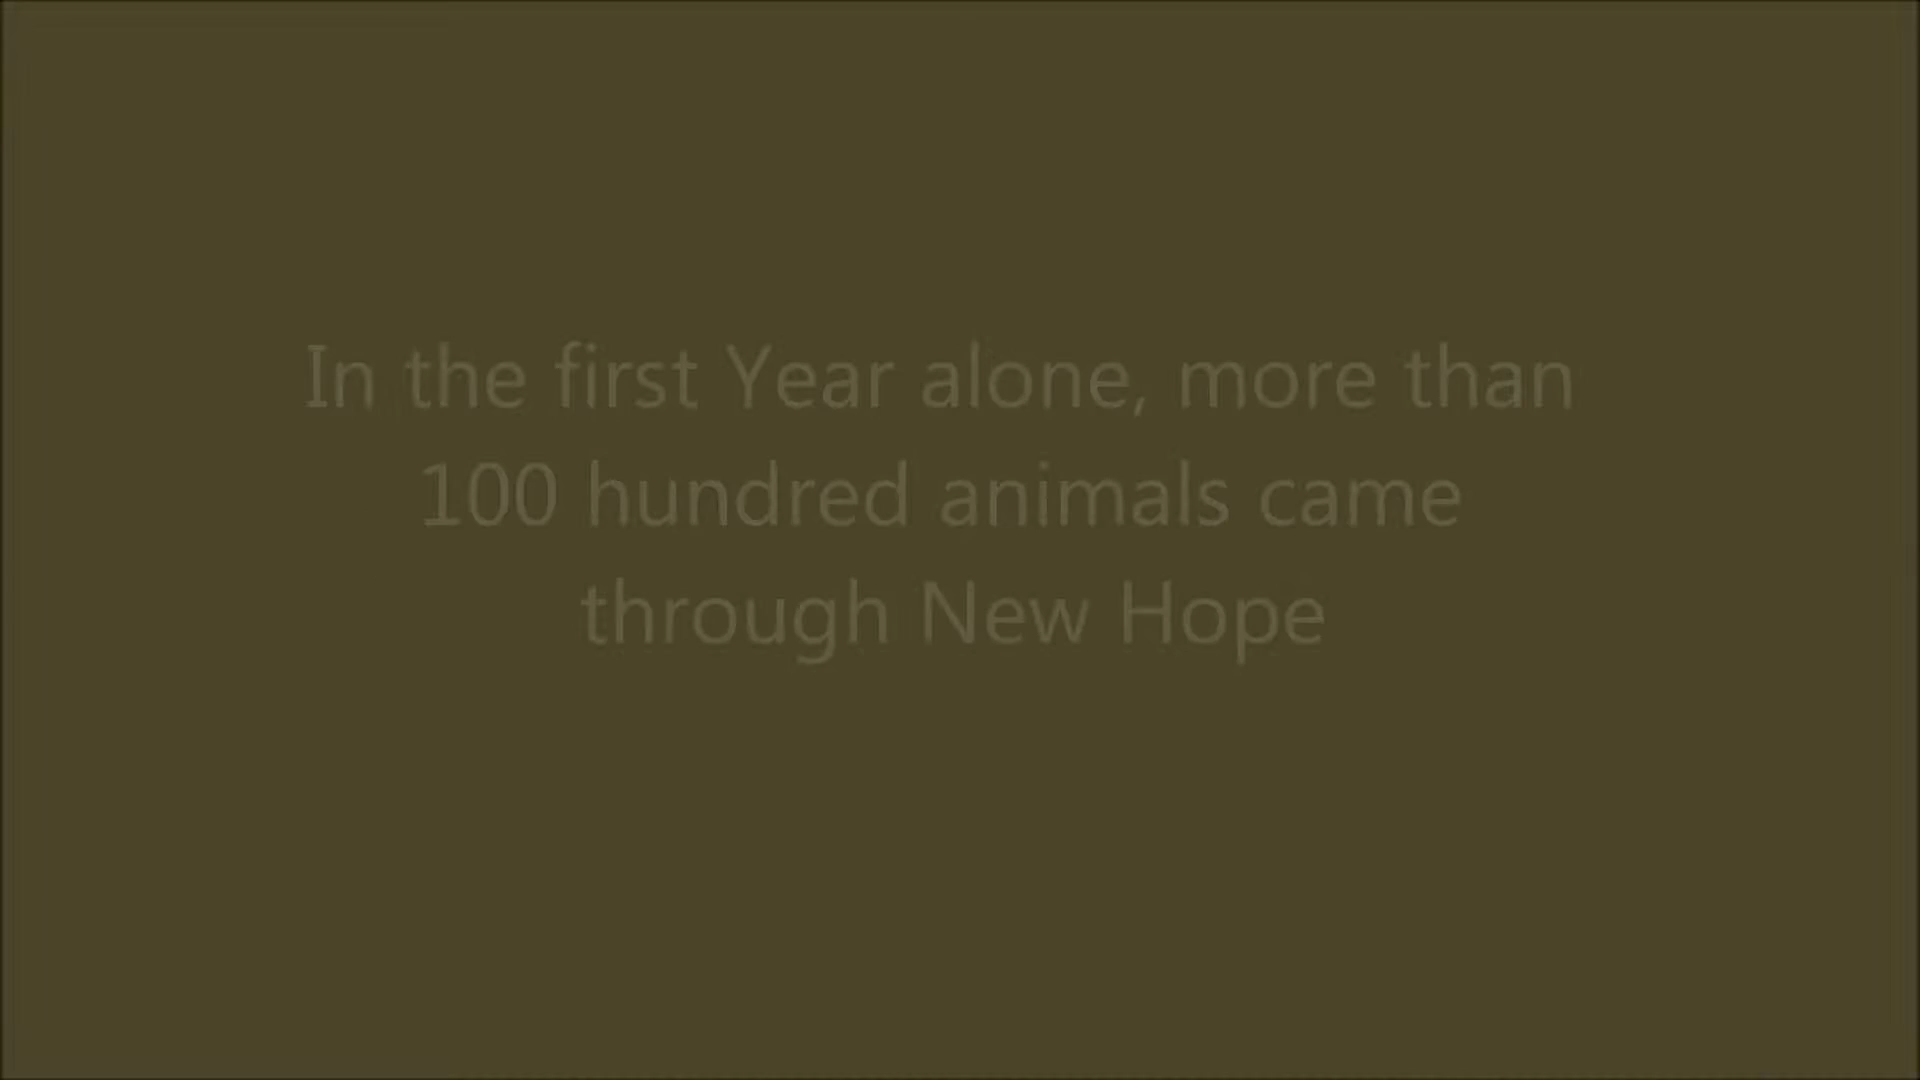 In the first Year alone, more than
100 hundred animals came
through New Hope